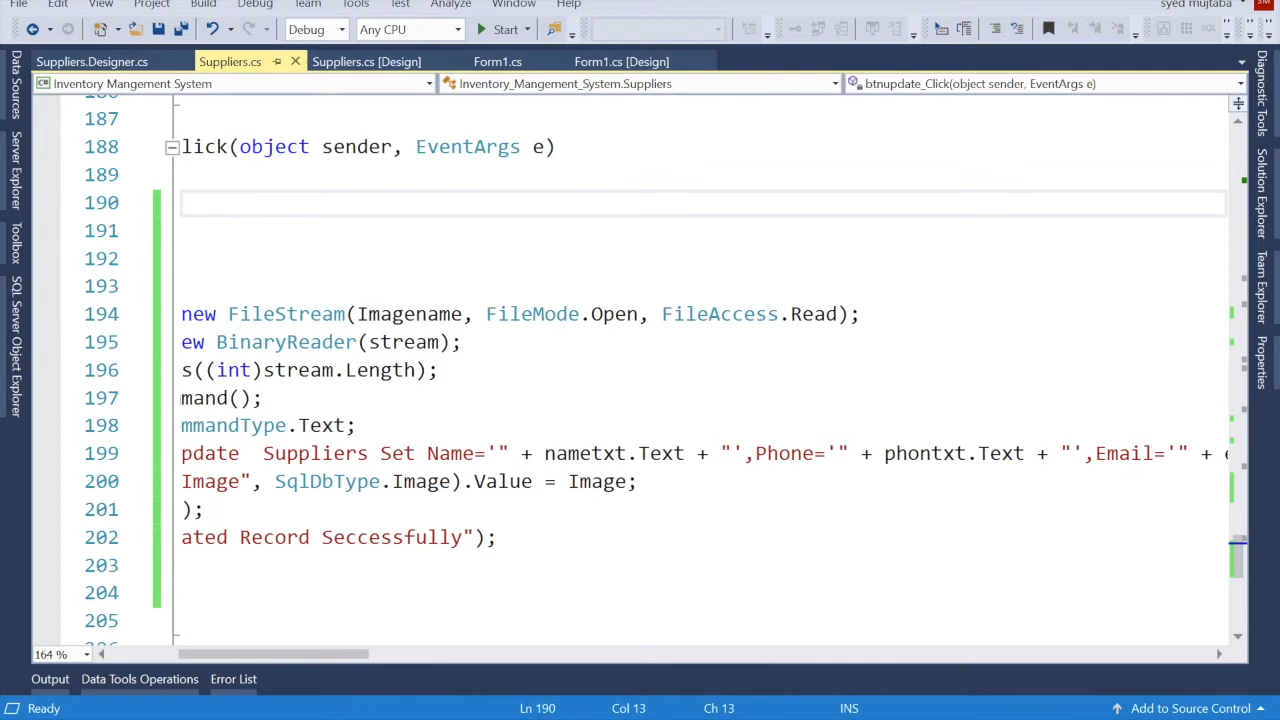 File Edit View Project Build Debug Team Tools Test Analyze Window Help syed mujtaba SM
Debug Any CPU Start
Suppliers.Designer.cs Suppliers.cs Suppliers.cs [Design] Form1.cs Form1.cs [Design]
Inventory Mangement System Inventory_Mangement_System.Suppliers btnupdate_Click(object sender, EventArgs e)
Data Sources
Server Explorer
Toolbox
SQL Server Object Explorer
187
188 lick(object sender, EventArgs e)
189
190
191
192
193
194 new FileStream(Imagename, FileMode.Open, FileAccess.Read);
195 ew BinaryReader(stream);
196 s((int)stream.Length);
197 mand();
198 mmandType.Text;
199 pdate  Suppliers Set Name='" + nametxt.Text + "',Phone='" + phontxt.Text + "',Email='" + e
200 Image", SqlDbType.Image).Value = Image;
201 );
202 ated Record Seccessfully");
203
204
205
Diagnostic Tools
Solution Explorer
Team Explorer
Properties
164 %
Output Data Tools Operations Error List
Ready Ln 190 Col 13 Ch 13 INS Add to Source Control